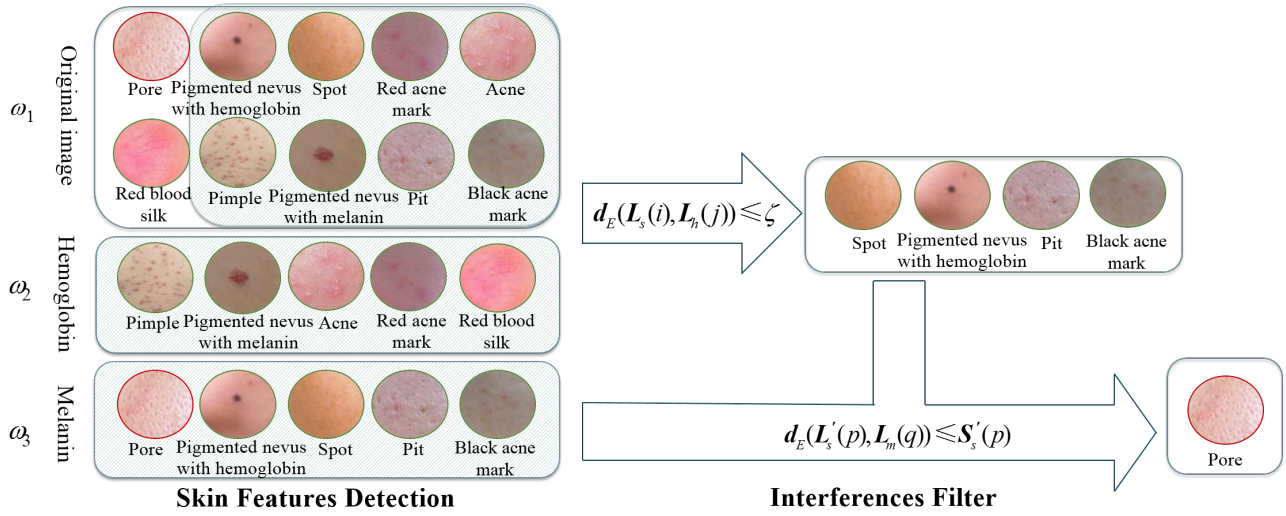 ω1
Original image
Pore
Pigmented nevus
with hemoglobin
Spot
Red acne
mark
Acne
Red blood
silk
Pimple
Pigmented nevus
with melanin
Pit
Black acne
mark
ω2
Hemoglobin
Pimple
Pigmented nevus
with melanin
Acne
Red acne
mark
Red blood
silk
ω3
Melanin
Pore
Pigmented nevus
with hemoglobin
Spot
Pit
Black acne
mark
Skin Features Detection
d_E(L_s(i), L_h(j)) ≤ ζ
Spot
Pigmented nevus
with hemoglobin
Pit
Black acne
mark
d_E(L_s'(p), L_m(q)) ≤ S_s'(p)
Pore
Interferences Filter